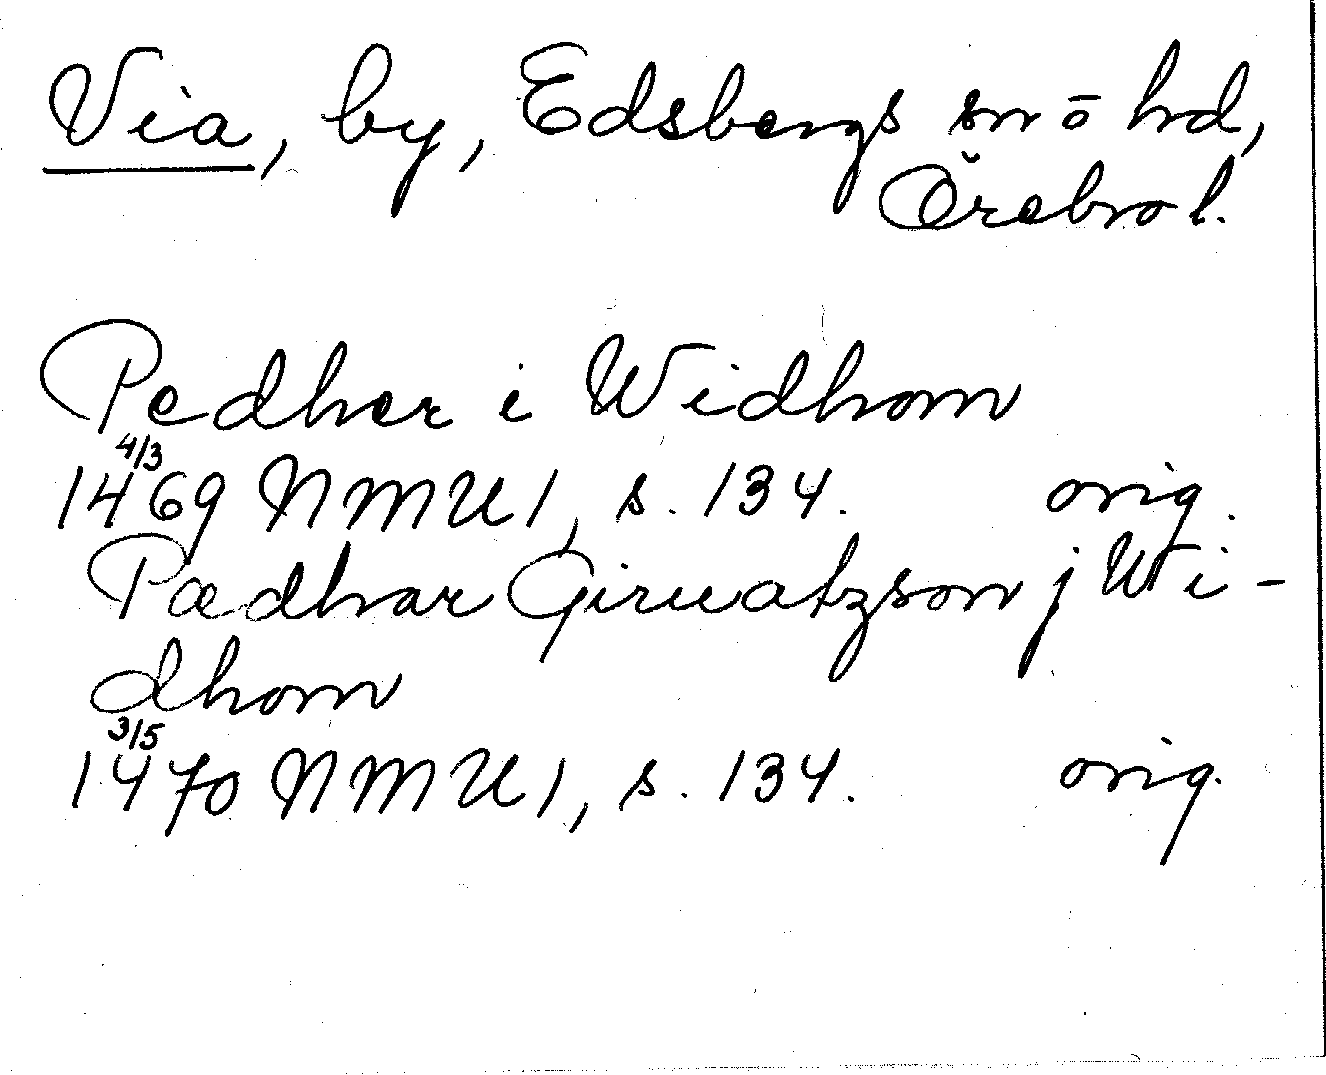 Via, by, Edsbergs sn o hd,
Örebro l.
Pedher i Widhom
1469 4/3 NMU 1, s. 134. orig.
Pædhar Giruatzson j Wi-
dhom
1470 3/5 NMU 1, s. 134. orig.